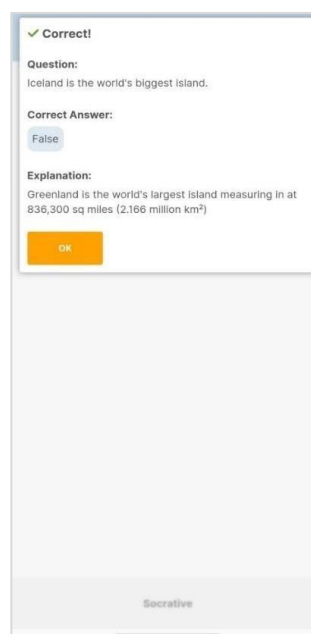 ✓ Correct!
Question:
Iceland is the world's biggest island.
Correct Answer:
False
Explanation:
Greenland is the world's largest island measuring in at
836,300 sq miles (2.166 million km²)
OK
Socrative